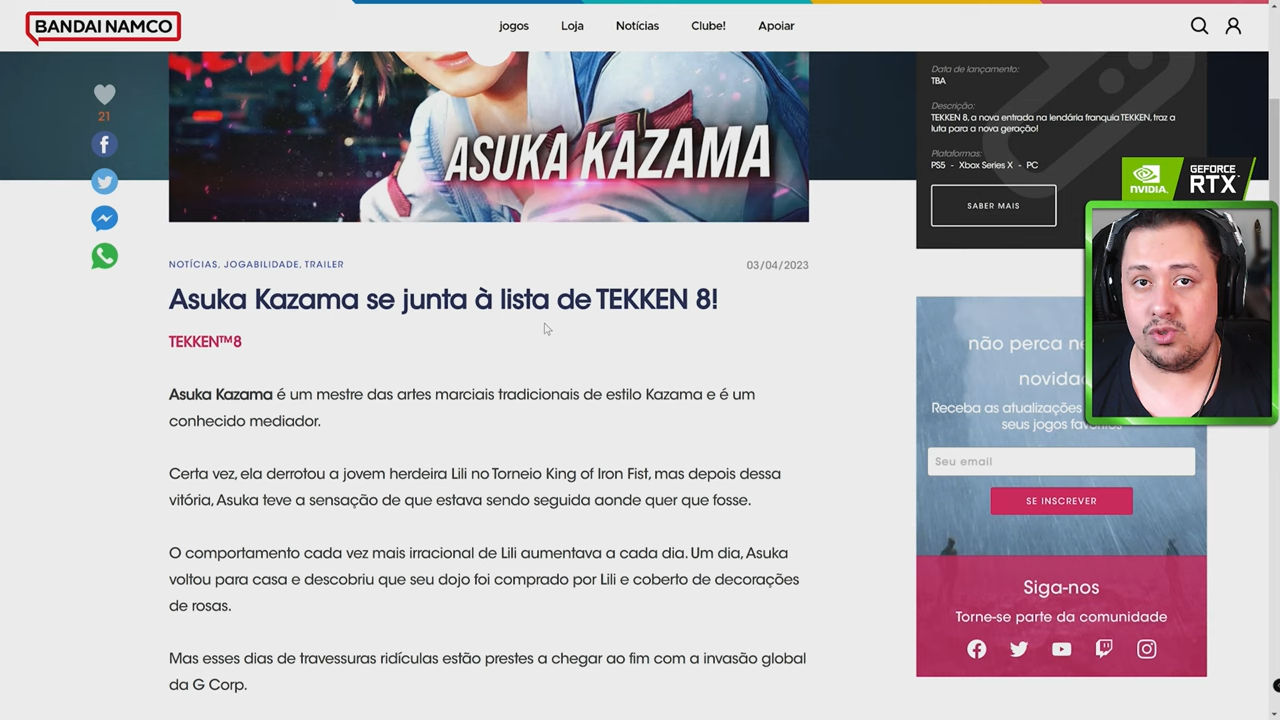 BANDAI NAMCO
jogos
Loja
Notícias
Clube!
Apoiar
21
ASUKA KAZAMA
Data de lançamento:
TBA
Descrição:
TEKKEN 8, a nova entrada na lendária franquia TEKKEN, traz a
luta para a nova geração!
Plataformas:
PS5 - Xbox Series X - PC
SABER MAIS
NVIDIA.
GEFORCE
RTX
NOTÍCIAS, JOGABILIDADE, TRAILER
03/04/2023
Asuka Kazama se junta à lista de TEKKEN 8!
TEKKEN™8
Asuka Kazama é um mestre das artes marciais tradicionais de estilo Kazama e é um
conhecido mediador.
Certa vez, ela derrotou a jovem herdeira Lili no Torneio King of Iron Fist, mas depois dessa
vitória, Asuka teve a sensação de que estava sendo seguida aonde quer que fosse.
O comportamento cada vez mais irracional de Lili aumentava a cada dia. Um dia, Asuka
voltou para casa e descobriu que seu dojo foi comprado por Lili e coberto de decorações
de rosas.
Mas esses dias de travessuras ridículas estão prestes a chegar ao fim com a invasão global
da G Corp.
não perca
Receba as atualizações
seus jogos favoritos
Seu email
SE INSCREVER
Siga-nos
Torne-se parte da comunidade